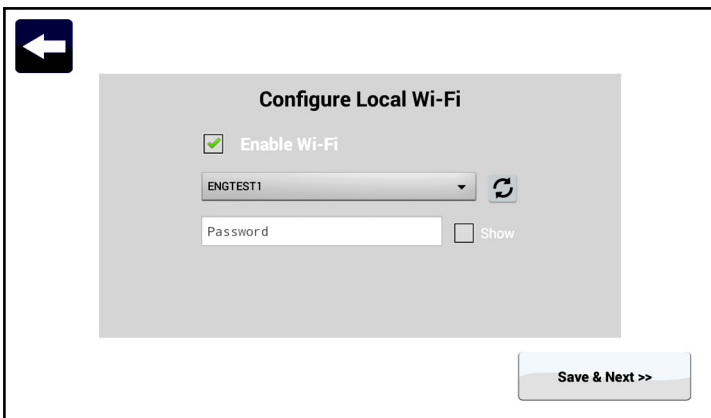 Configure Local Wi-Fi
Enable Wi-Fi
ENGTEST1
Password
Show
Save & Next >>